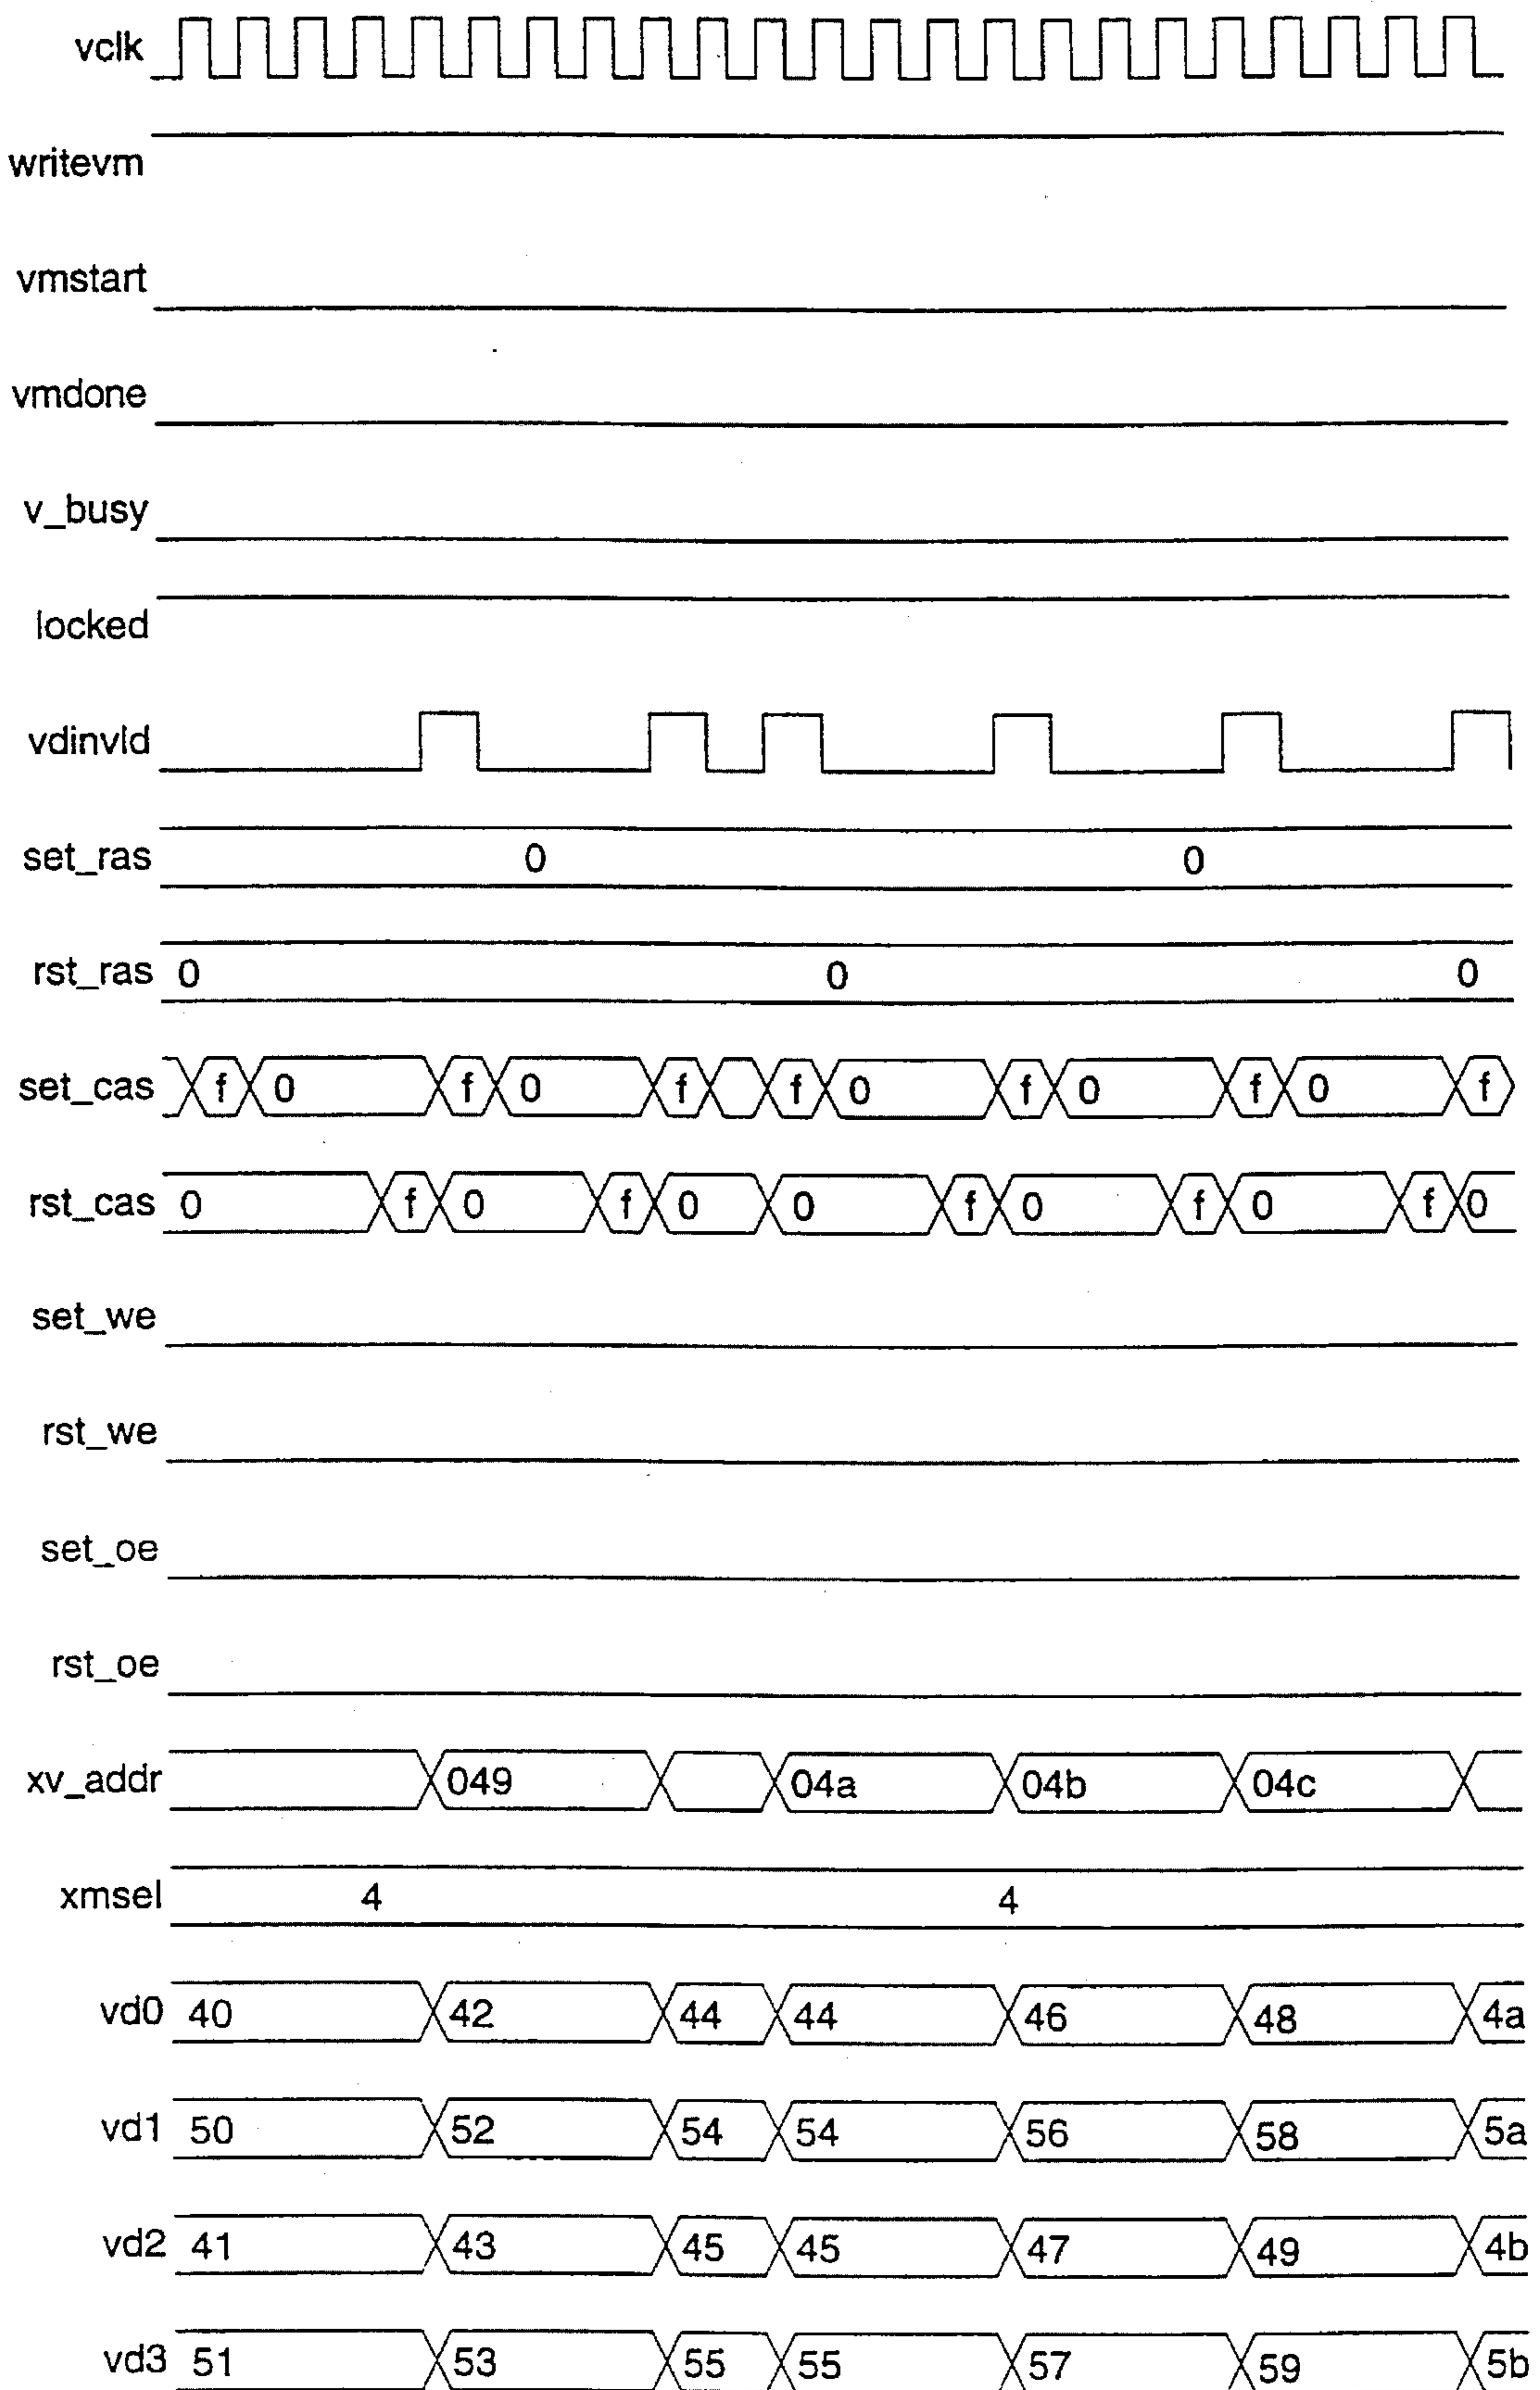 vclk
writevm
vmstart
vmdone
v_busy
locked
vdinvld
set_ras 0 0
rst_ras 0 0 0
set_cas f 0 f 0 f f 0 f 0 f 0 f
rst_cas 0 f 0 f 0 0 f 0 f 0 f 0
set_we
rst_we
set_oe
rst_oe
xv_addr 049 04a 04b 04c
xmsel 4 4
vd0 40 42 44 44 46 48 4a
vd1 50 52 54 54 56 58 5a
vd2 41 43 45 45 47 49 4b
vd3 51 53 55 55 57 59 5b